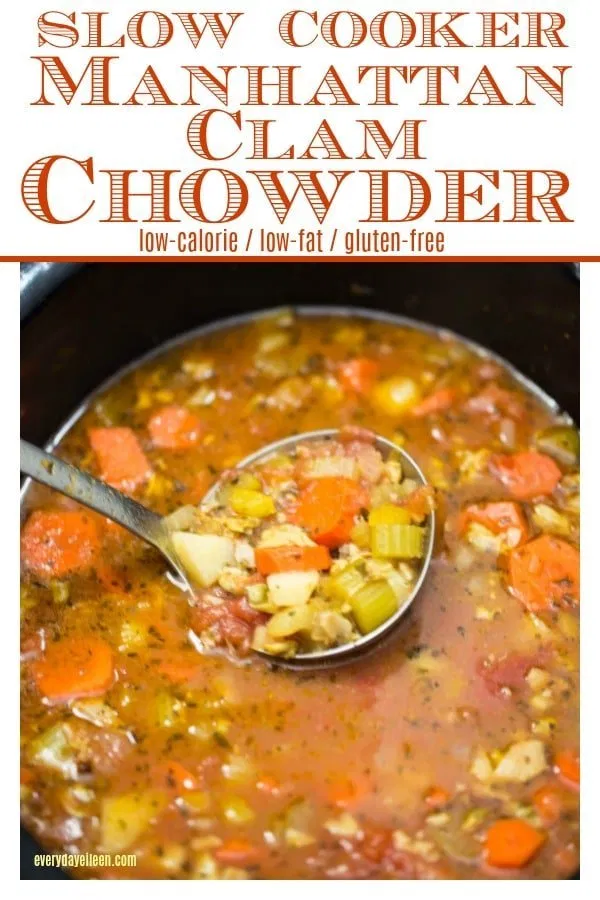 SLOW COOKER
MANHATTAN
CLAM
CHOWDER
low-calorie / low-fat / gluten-free
everydayeileen.com